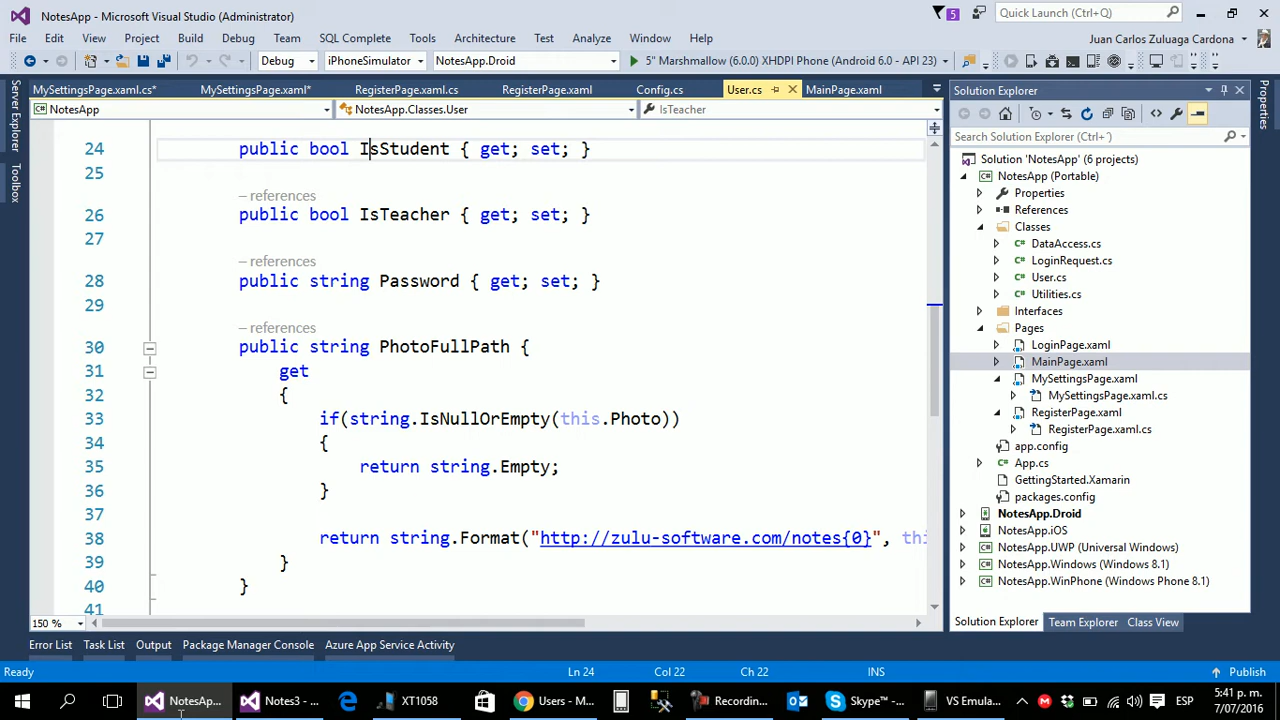 NotesApp - Microsoft Visual Studio (Administrator)
5
Quick Launch (Ctrl+Q)
File Edit View Project Build Debug Team SQL Complete Tools Architecture Test Analyze Window Help
Juan Carlos Zuluaga Cardona
Debug iPhoneSimulator NotesApp.Droid 5" Marshmallow (6.0.0) XHDPI Phone (Android 6.0 - API 23)
Server Explorer
Toolbox
MySettingsPage.xaml.cs* MySettingsPage.xaml* RegisterPage.xaml.cs RegisterPage.xaml Config.cs User.cs MainPage.xaml
NotesApp NotesApp.Classes.User IsTeacher
24 public bool IsStudent { get; set; }
25
– references
26 public bool IsTeacher { get; set; }
27
– references
28 public string Password { get; set; }
29
– references
30 public string PhotoFullPath {
31 get
32 {
33 if(string.IsNullOrEmpty(this.Photo))
34 {
35 return string.Empty;
36 }
37
38 return string.Format("http://zulu-software.com/notes{0}", thi
39 }
40 }
41
150 %
Solution Explorer
Search Solution Explorer (Ctrl+´)
Solution 'NotesApp' (9 projects)
NotesApp (Portable)
Properties
References
Classes
DataAccess.cs
LoginRequest.cs
User.cs
Utilities.cs
Interfaces
Pages
LoginPage.xaml
MainPage.xaml
MySettingsPage.xaml
MySettingsPage.xaml.cs
RegisterPage.xaml
RegisterPage.xaml.cs
app.config
App.cs
GettingStarted.Xamarin
packages.config
NotesApp.Droid
NotesApp.iOS
NotesApp.UWP (Universal Windows)
NotesApp.Windows (Windows 8.1)
NotesApp.WinPhone (Windows Phone 8.1)
Solution Explorer Team Explorer Class View
Properties
Error List Task List Output Package Manager Console Azure App Service Activity
Ready Ln 24 Col 22 Ch 22 INS Publish
NotesAp... Notes3 - ... XT1058 Users - M... Recording... Skype™ -... VS Emula... ESP
5:41 p. m.
7/07/2016